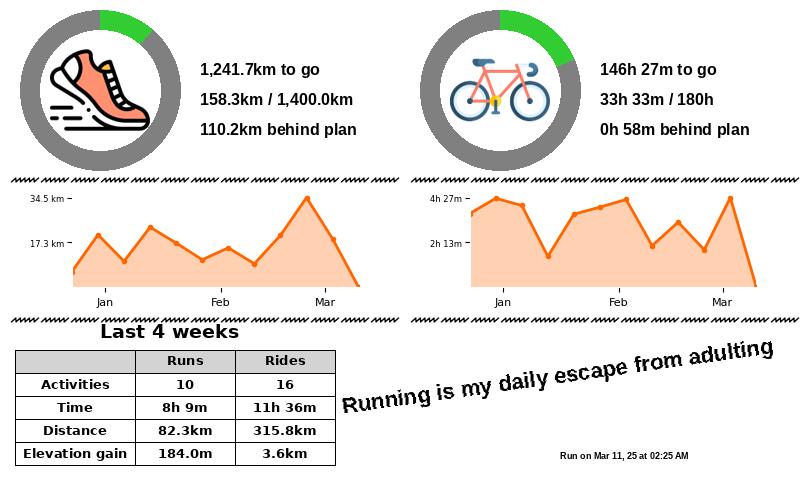 1,241.7km to go
158.3km / 1,400.0km
110.2km behind plan
146h 27m to go
33h 33m / 180h
0h 58m behind plan
34.5 km
17.3 km
Jan Feb Mar
4h 27m
2h 13m
Jan Feb Mar
Last 4 weeks
Runs Rides
Activities 10 16
Time 8h 9m 11h 36m
Distance 82.3km 315.8km
Elevation gain 184.0m 3.6km
Running is my daily escape from adulting
Run on Mar 11, 25 at 02:25 AM